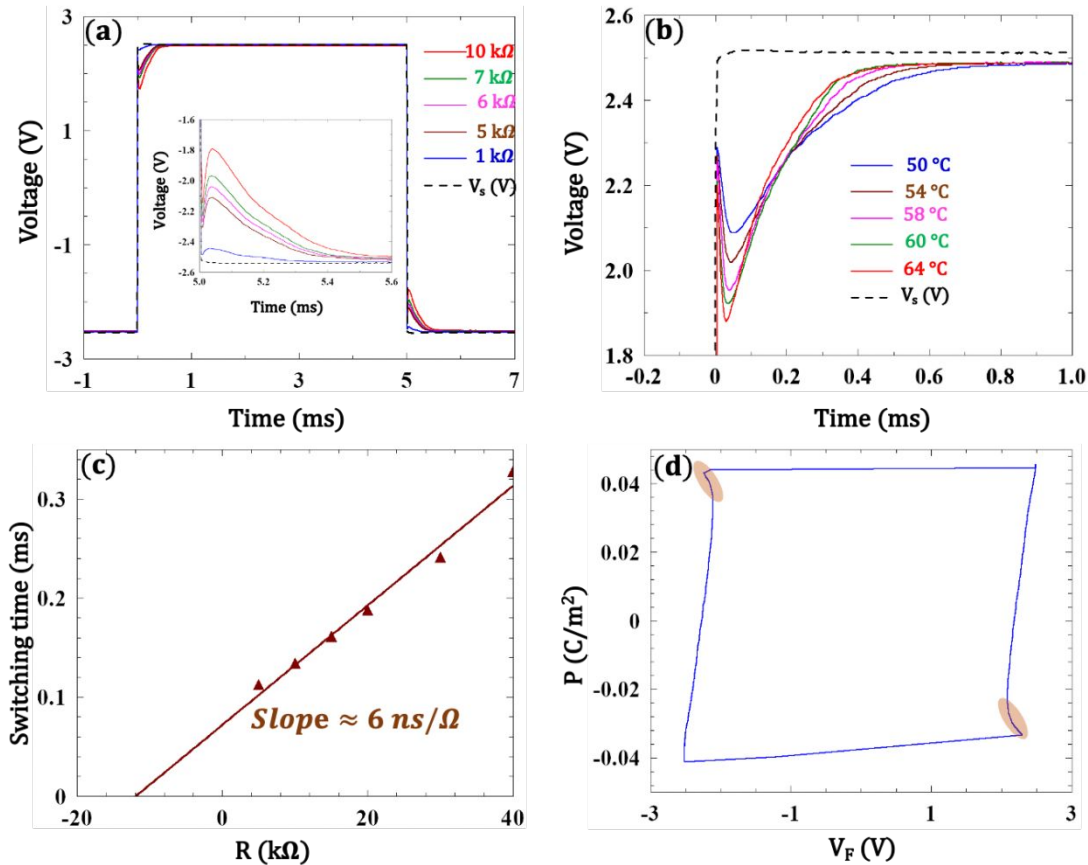 (a)
3
1
-1
-3
Voltage (V)
10 kΩ
7 kΩ
6 kΩ
5 kΩ
1 kΩ
Vₛ (V)
-1.6
-1.8
-2.0
-2.2
-2.4
-2.6
Voltage (V)
5.0 5.2 5.4 5.6
Time (ms)
-1 1 3 5 7
Time (ms)
(b)
2.6
2.4
2.2
2.0
1.8
Voltage (V)
50 °C
54 °C
58 °C
60 °C
64 °C
Vₛ (V)
-0.2 0 0.2 0.4 0.6 0.8 1.0
Time (ms)
(c)
0.3
0.2
0.1
0
Switching time (ms)
Slope ≈ 6 ns/Ω
-20 0 20 40
R (kΩ)
(d)
0.04
0.02
0
-0.02
-0.04
P (C/m²)
-3 -1 1 3
V_F (V)